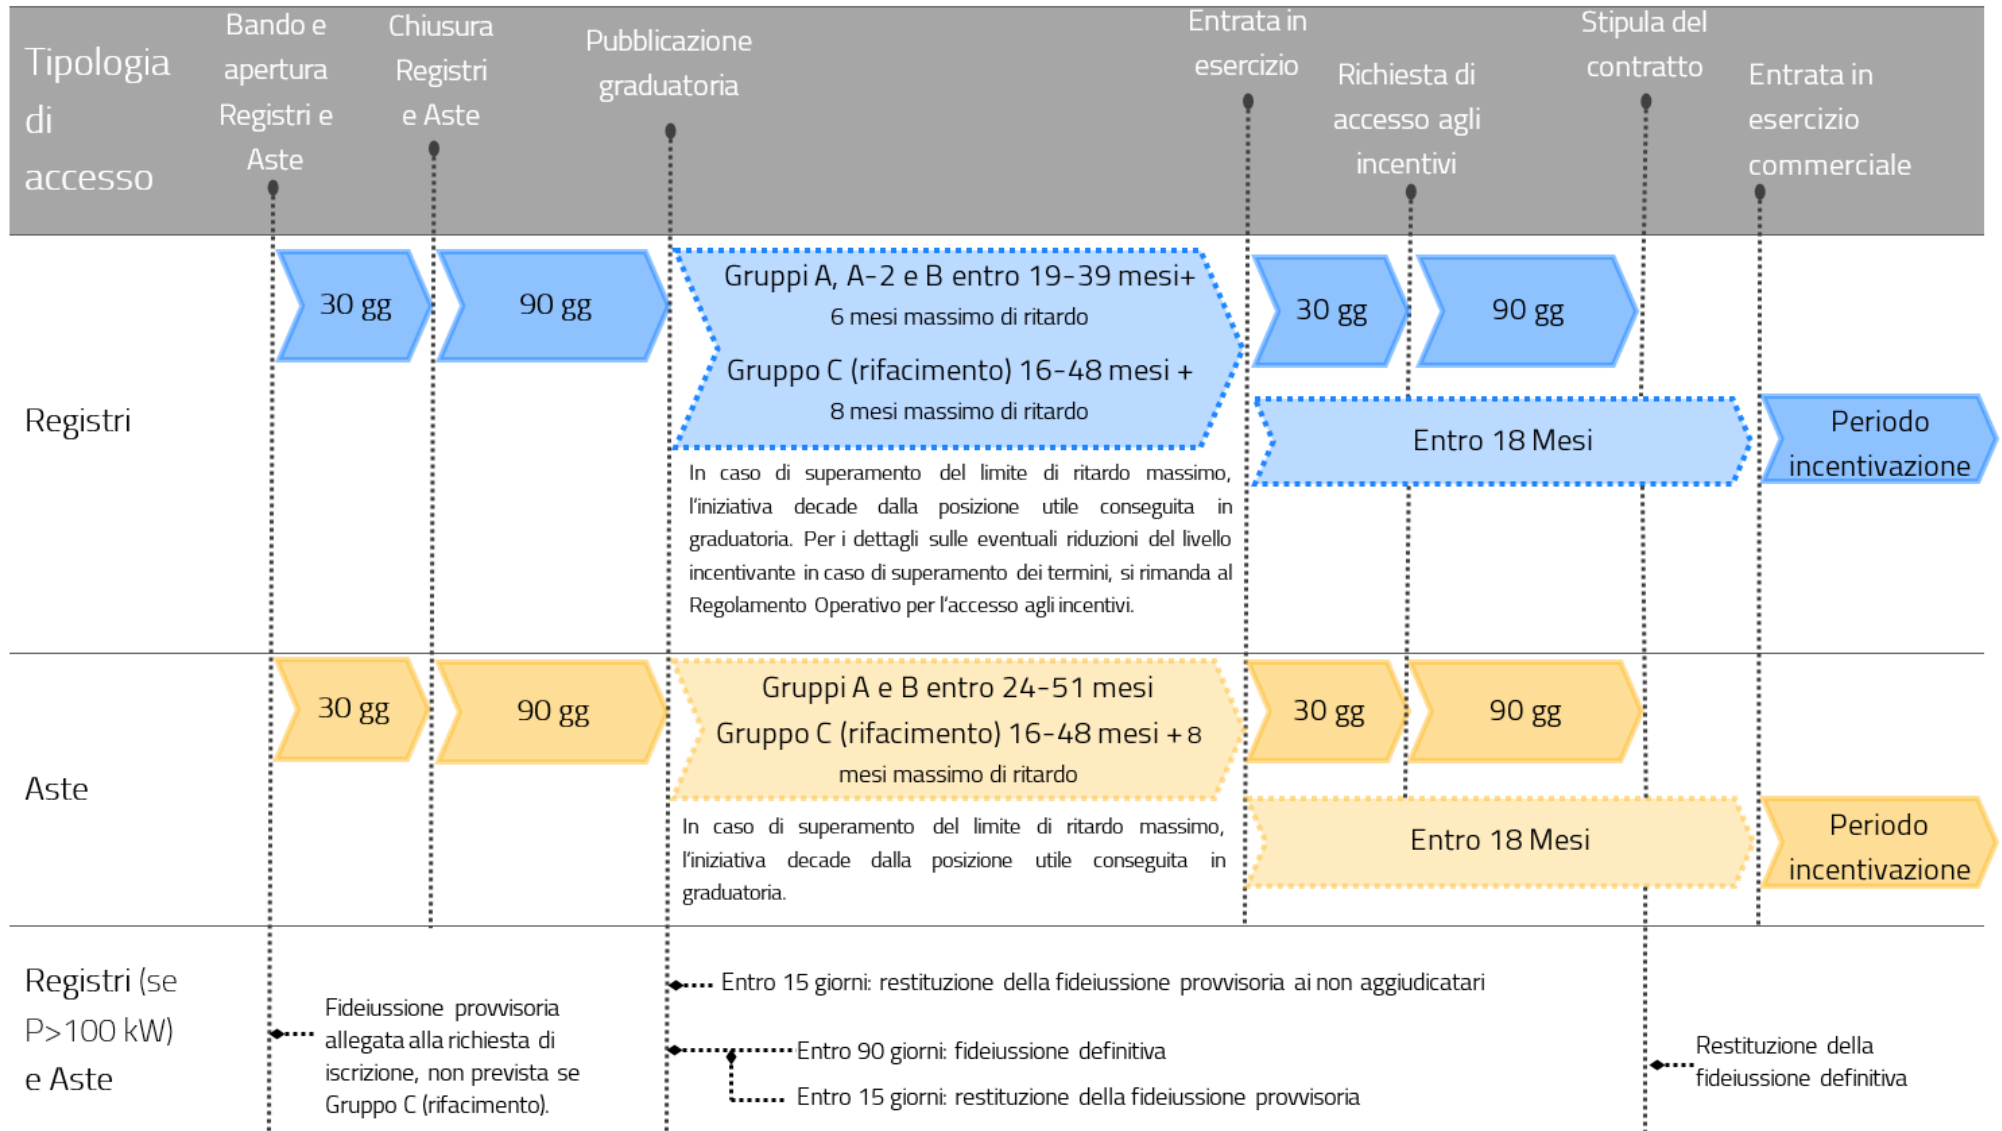 Tipologia
di
accesso
Bando e
apertura
Registri e
Aste
Chiusura
Registri
e Aste
Pubblicazione
graduatoria
Entrata in
esercizio
Richiesta di
accesso agli
incentivi
Stipula del
contratto
Entrata in
esercizio
commerciale
Registri
30 gg
90 gg
Gruppi A, A-2 e B entro 19-39 mesi+
6 mesi massimo di ritardo
Gruppo C (rifacimento) 16-48 mesi +
8 mesi massimo di ritardo
30 gg
90 gg
Entro 18 Mesi
Periodo
incentivazione
In caso di superamento del limite di ritardo massimo,
l'iniziativa decade dalla posizione utile conseguita in
graduatoria. Per i dettagli sulle eventuali riduzioni del livello
incentivante in caso di superamento dei termini, si rimanda al
Regolamento Operativo per l'accesso agli incentivi.
Aste
30 gg
90 gg
Gruppi A e B entro 24-51 mesi
Gruppo C (rifacimento) 16-48 mesi + 8
mesi massimo di ritardo
30 gg
90 gg
Entro 18 Mesi
Periodo
incentivazione
In caso di superamento del limite di ritardo massimo,
l'iniziativa decade dalla posizione utile conseguita in
graduatoria.
Registri (se
P>100 kW)
e Aste
Fideiussione provvisoria
allegata alla richiesta di
iscrizione, non prevista se
Gruppo C (rifacimento).
Entro 15 giorni: restituzione della fideiussione provvisoria ai non aggiudicatari
Entro 90 giorni: fideiussione definitiva
Entro 15 giorni: restituzione della fideiussione provvisoria
Restituzione della
fideiussione definitiva